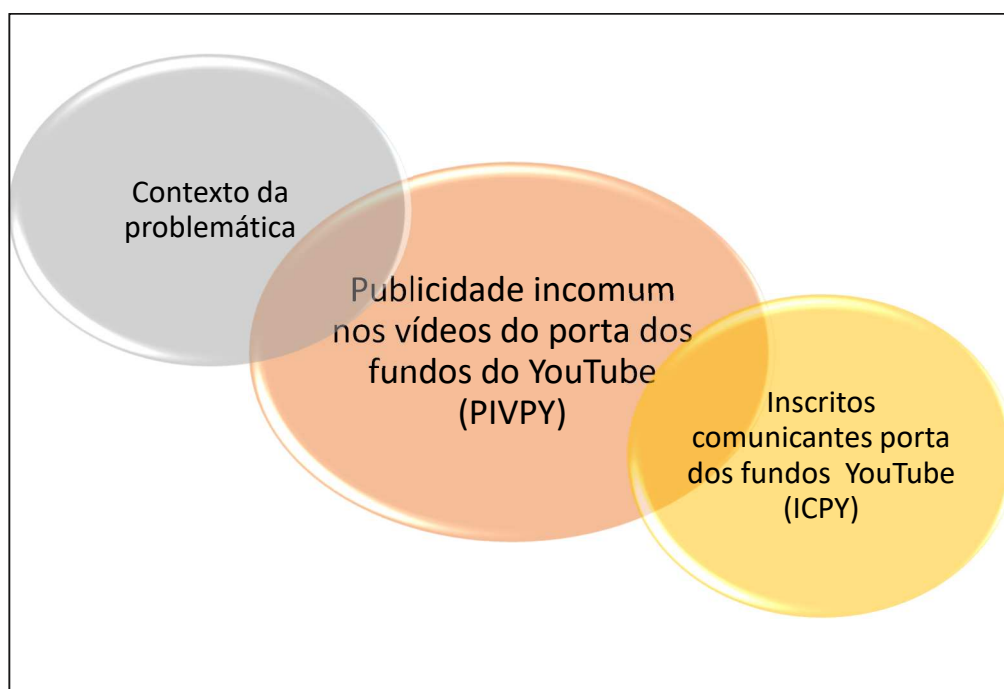 Contexto da
problemática
Publicidade incomum
nos vídeos do porta dos
fundos do YouTube
(PIVPY)
Inscritos
comunicantes porta
dos fundos YouTube
(ICPY)